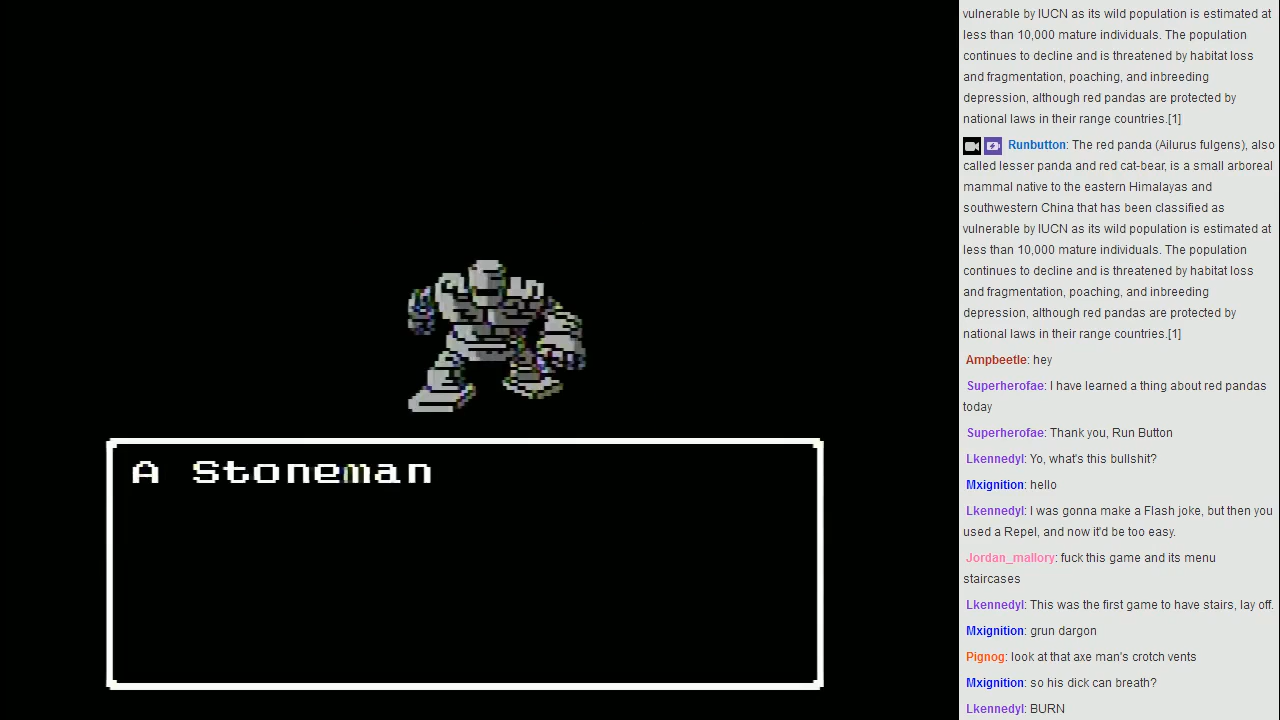 A Stoneman
vulnerable by IUCN as its wild population is estimated at
less than 10,000 mature individuals. The population
continues to decline and is threatened by habitat loss
and fragmentation, poaching, and inbreeding
depression, although red pandas are protected by
national laws in their range countries.[1]
Runbutton: The red panda (Ailurus fulgens), also
called lesser panda and red cat-bear, is a small arboreal
mammal native to the eastern Himalayas and
southwestern China that has been classified as
vulnerable by IUCN as its wild population is estimated at
less than 10,000 mature individuals. The population
continues to decline and is threatened by habitat loss
and fragmentation, poaching, and inbreeding
depression, although red pandas are protected by
national laws in their range countries.[1]
Ampbeetle: hey
Superherofae: I have learned a thing about red pandas
today
Superherofae: Thank you, Run Button
Lkennedyl: Yo, what's this bullshit?
Mxignition: hello
Lkennedyl: I was gonna make a Flash joke, but then you
used a Repel, and now it'd be too easy.
Jordan_mallory: fuck this game and its menu
staircases
Lkennedyl: This was the first game to have stairs, lay off.
Mxignition: grun dargon
Pignog: look at that axe man's crotch vents
Mxignition: so his dick can breath?
Lkennedyl: BURN